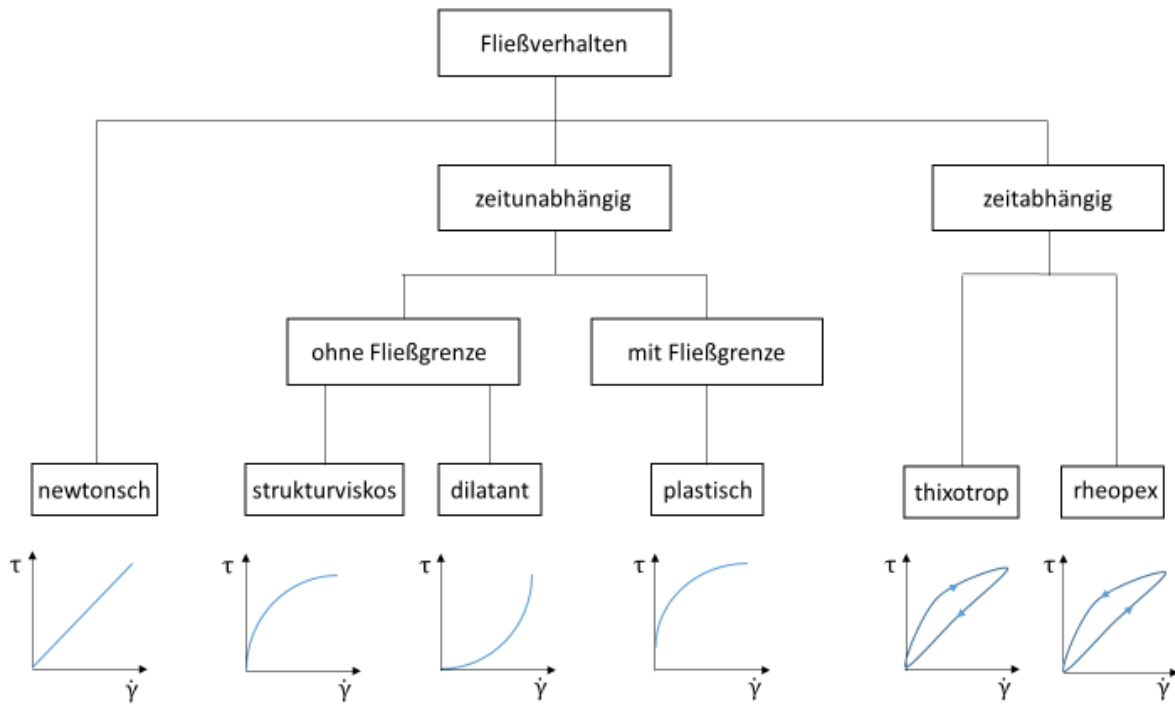 Fließverhalten
zeitunabhängig
zeitabhängig
ohne Fließgrenze
mit Fließgrenze
newtonsch
strukturviskos
dilatant
plastisch
thixotrop
rheopex
τ
τ
τ
τ
τ
τ
γ̇
γ̇
γ̇
γ̇
γ̇
γ̇